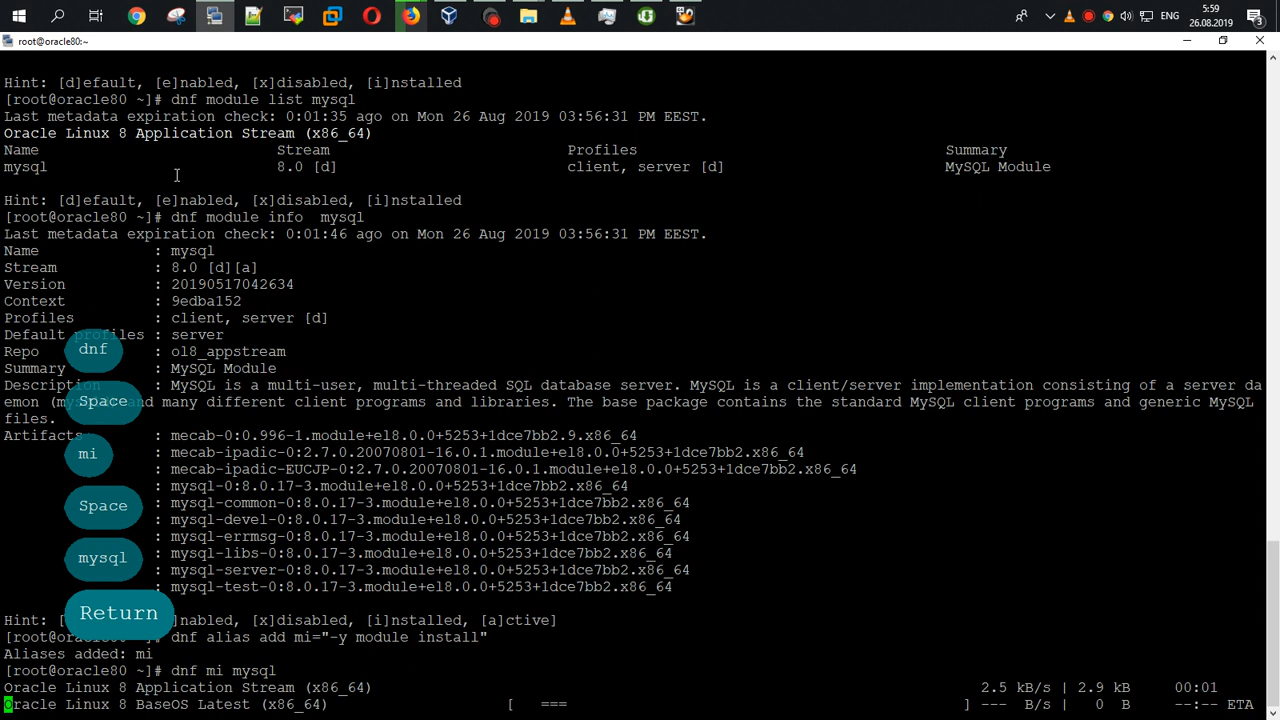 5:59
ENG
26.08.2019
3
root@oracle80:~
Hint: [d]efault, [e]nabled, [x]disabled, [i]nstalled
[root@oracle80 ~]# dnf module list mysql
Last metadata expiration check: 0:01:35 ago on Mon 26 Aug 2019 03:56:31 PM EEST.
Oracle Linux 8 Application Stream (x86_64)
Name Stream Profiles Summary
mysql 8.0 [d] client, server [d] MySQL Module
Hint: [d]efault, [e]nabled, [x]disabled, [i]nstalled
[root@oracle80 ~]# dnf module info  mysql
Last metadata expiration check: 0:01:46 ago on Mon 26 Aug 2019 03:56:31 PM EEST.
Name : mysql
Stream : 8.0 [d][a]
Version : 20190517042634
Context : 9edba152
Profiles : client, server [d]
Default profiles : server
dnf
Repo : ol8_appstream
Summary : MySQL Module
Description : MySQL is a multi-user, multi-threaded SQL database server. MySQL is a client/server implementation consisting of a server da
Space
emon (my and many different client programs and libraries. The base package contains the standard MySQL client programs and generic MySQL
files.
Artifacts : mecab-0:0.996-1.module+el8.0.0+5253+1dce7bb2.9.x86_64
mi
: mecab-ipadic-0:2.7.0.20070801-16.0.1.module+el8.0.0+5253+1dce7bb2.x86_64
: mecab-ipadic-EUCJP-0:2.7.0.20070801-16.0.1.module+el8.0.0+5253+1dce7bb2.x86_64
: mysql-0:8.0.17-3.module+el8.0.0+5253+1dce7bb2.x86_64
Space
: mysql-common-0:8.0.17-3.module+el8.0.0+5253+1dce7bb2.x86_64
: mysql-devel-0:8.0.17-3.module+el8.0.0+5253+1dce7bb2.x86_64
: mysql-errmsg-0:8.0.17-3.module+el8.0.0+5253+1dce7bb2.x86_64
mysql
: mysql-libs-0:8.0.17-3.module+el8.0.0+5253+1dce7bb2.x86_64
: mysql-server-0:8.0.17-3.module+el8.0.0+5253+1dce7bb2.x86_64
: mysql-test-0:8.0.17-3.module+el8.0.0+5253+1dce7bb2.x86_64
Return
Hint: [ ]nabled, [x]disabled, [i]nstalled, [a]ctive]
[root@oracle80 ~]# dnf alias add mi="-y module install"
Aliases added: mi
[root@oracle80 ~]# dnf mi mysql
Oracle Linux 8 Application Stream (x86_64) 2.5 kB/s | 2.9 kB 00:01
Oracle Linux 8 BaseOS Latest (x86_64) [ === ] --- B/s | 0 B --:-- ETA